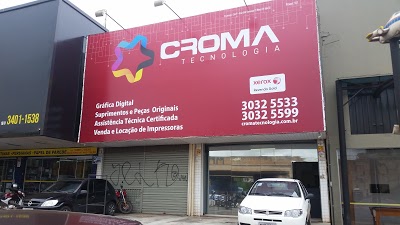 CROMA
TECNOLOGIA
Gráfica Digital
Suprimentos e Peças Originais
Assistência Técnica Certificada
Venda e Locação de Impressoras
xerox
3032 5533
3032 5599
cromatecnologia.com.br
3401-1538